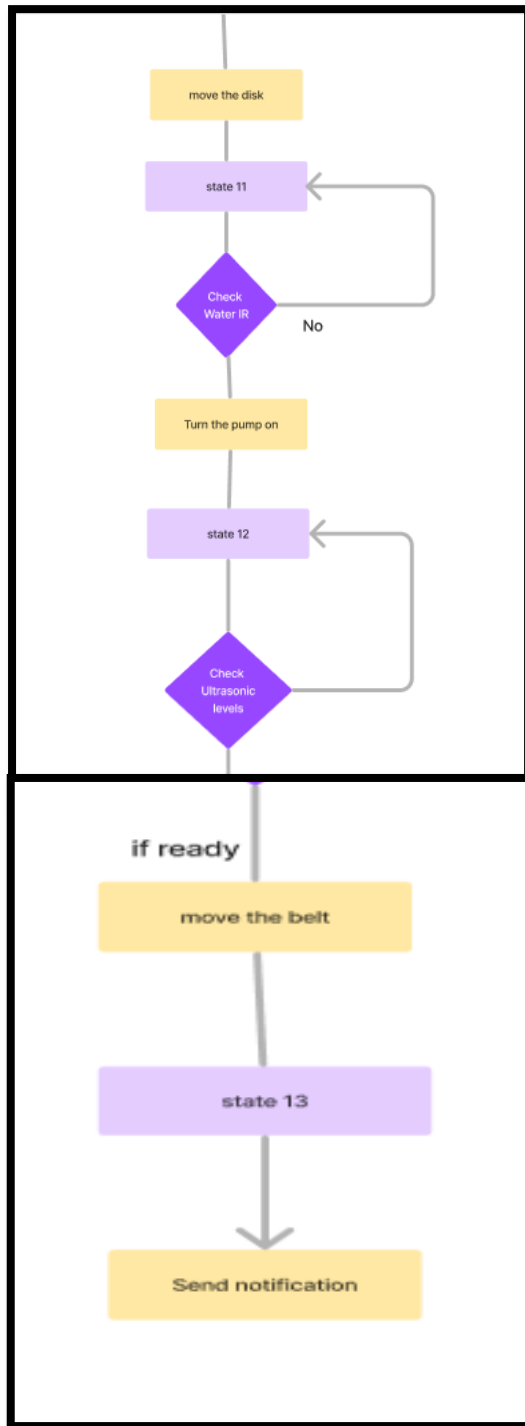 move the disk
state 11
Check
Water IR
No
Turn the pump on
state 12
Check
Ultrasonic
levels
if ready
move the belt
state 13
Send notification